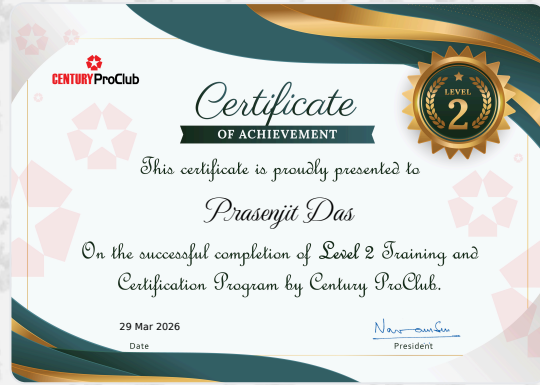 CENTURY ProClub
Certificate
OF ACHIEVEMENT
LEVEL
2
This certificate is proudly presented to
Prasenjit Das
On the successful completion of Level 2 Training and
Certification Program by Century ProClub.
29 Mar 2026
Date
President